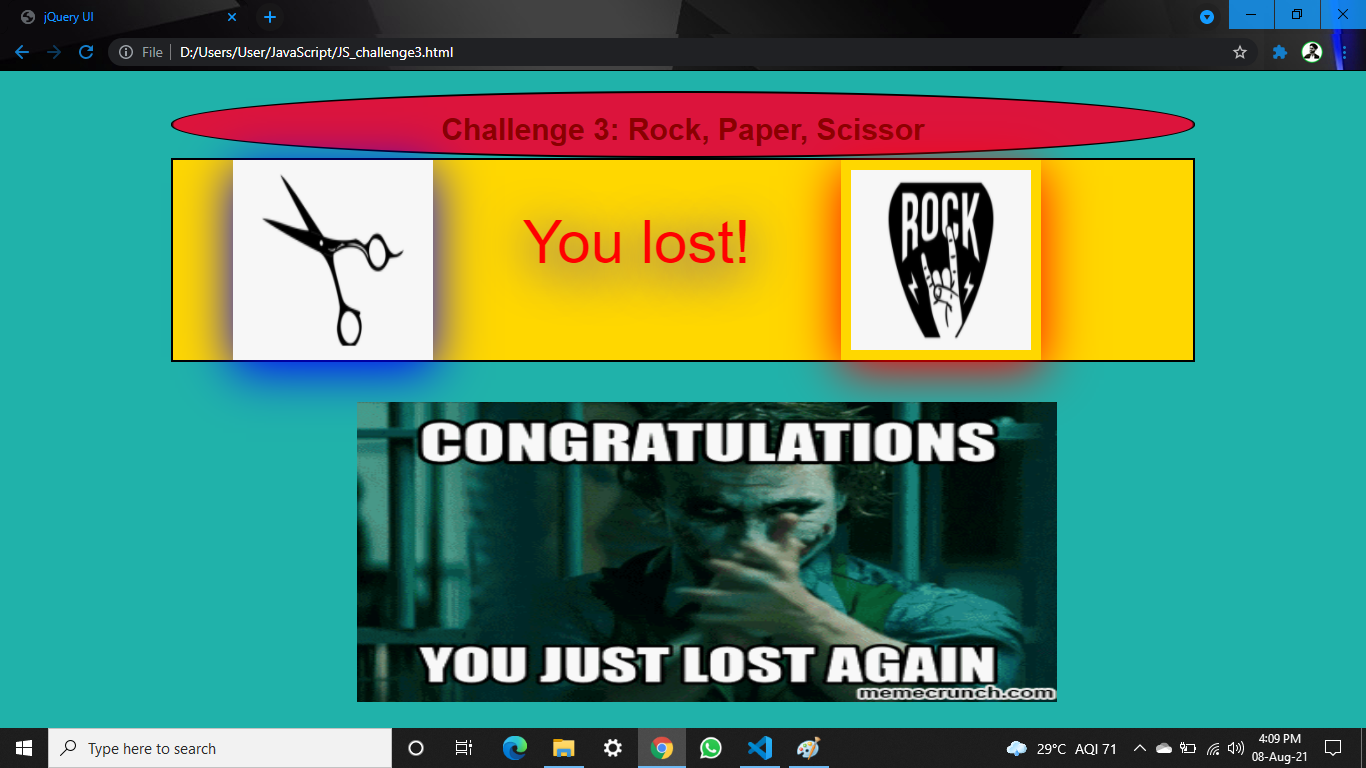 jQuery UI
File D:/Users/User/JavaScript/JS_challenge3.html
Challenge 3: Rock, Paper, Scissor
You lost!
ROCK
CONGRATULATIONS
YOU JUST LOST AGAIN
memecrunch.com
Type here to search
29°C AQI 71
4:09 PM
08-Aug-21